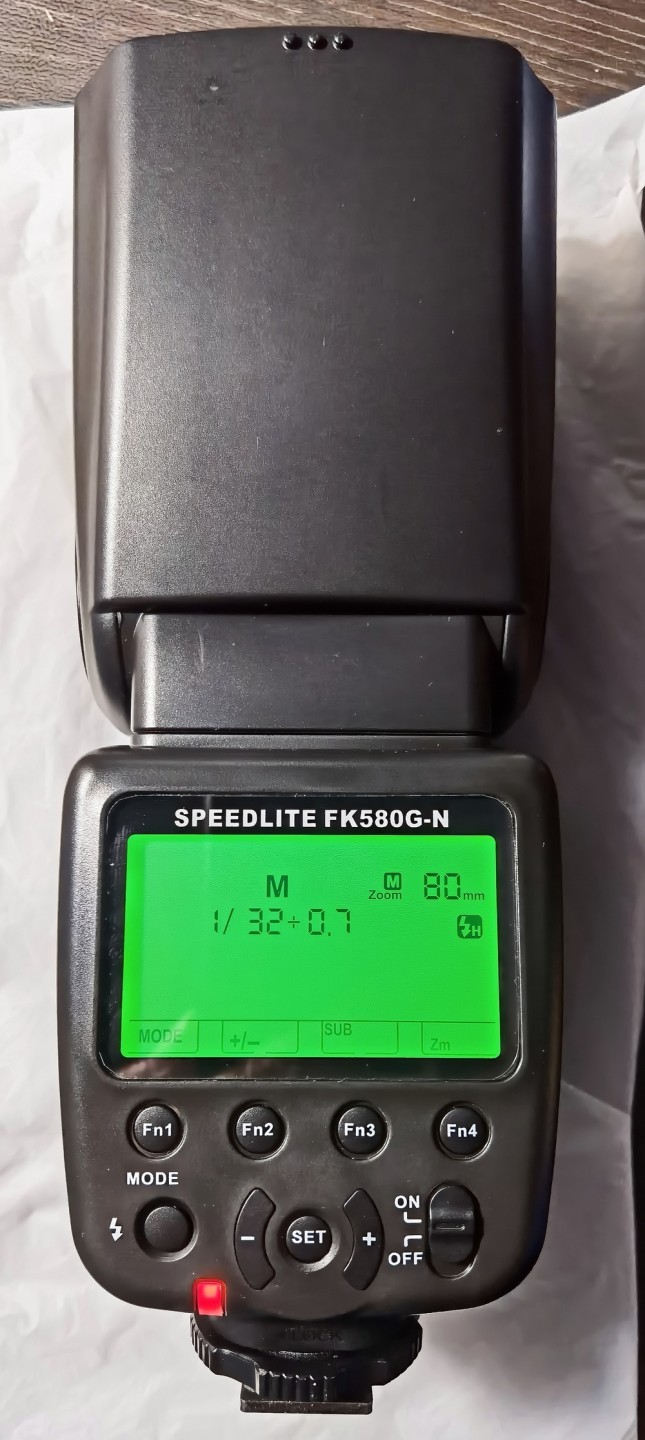 SPEEDLITE FK580G-N
M M Zoom 80mm
1/ 32÷0.7 H
MODE +/– SUB Zm
Fn1 Fn2 Fn3 Fn4
MODE
ON
– SET +
OFF
LOCK